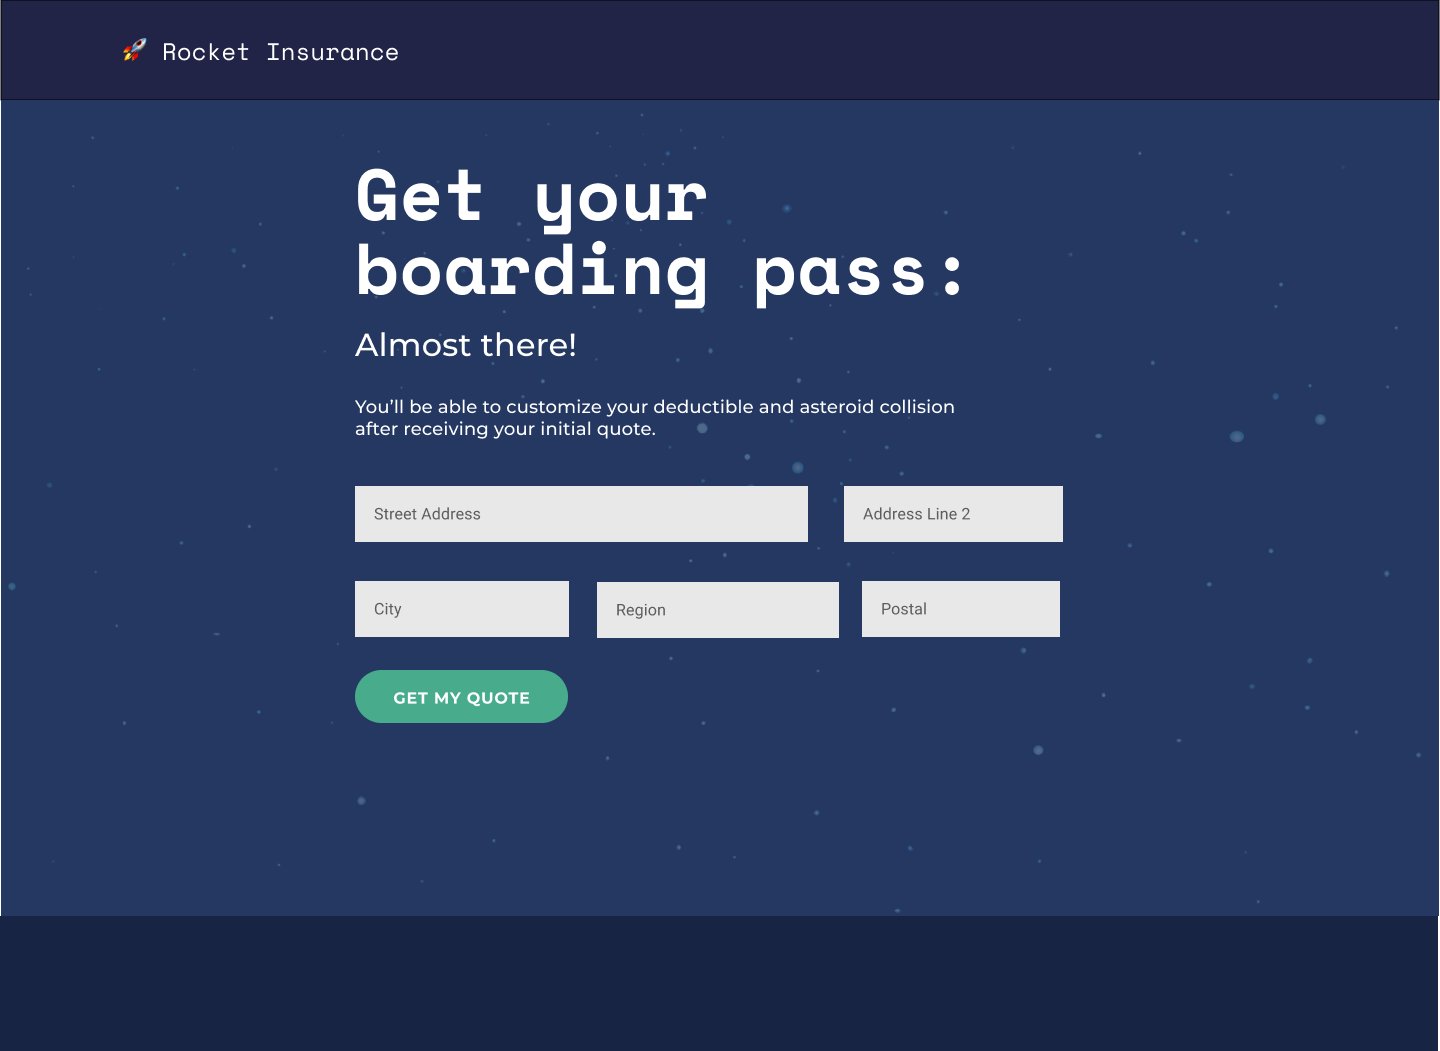 🚀 Rocket Insurance
Get your
boarding pass:
Almost there!
You’ll be able to customize your deductible and asteroid collision
after receiving your initial quote.
Street Address
Address Line 2
City
Region
Postal
GET MY QUOTE